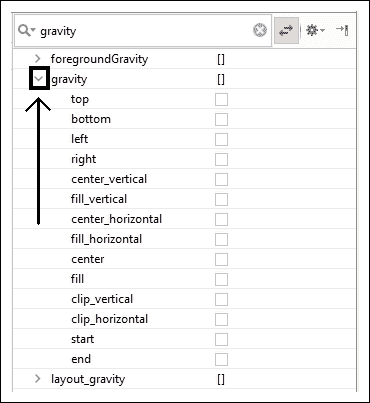 gravity
foregroundGravity []
gravity []
top
bottom
left
right
center_vertical
fill_vertical
center_horizontal
fill_horizontal
center
fill
clip_vertical
clip_horizontal
start
end
layout_gravity []